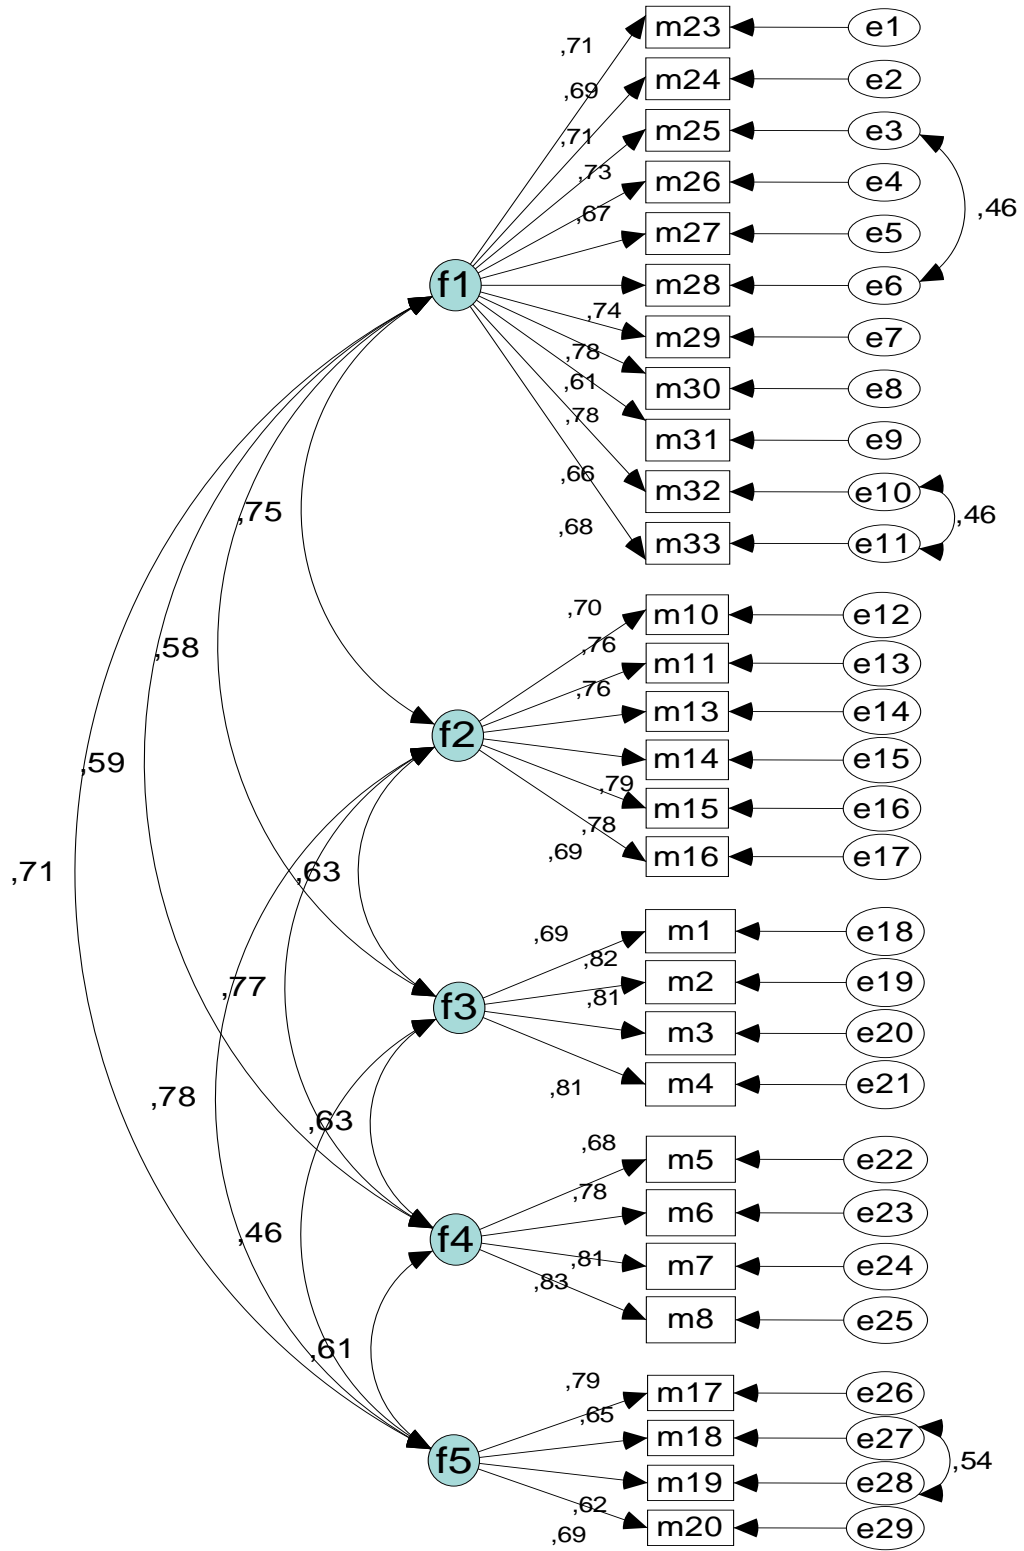 m23
e1
,71
m24
e2
,69
m25
e3
,71
m26
e4
,73
,46
m27
e5
,67
f1
m28
e6
,74
m29
e7
,78
m30
e8
,61
,78
m31
e9
,66
m32
e10
,75
,68
m33
e11
,46
,70
m10
e12
,76
m11
e13
,58
,76
m13
e14
f2
m14
e15
,59
,79
m15
e16
,78
m16
e17
,69
,71
,63
,69
m1
e18
,82
m2
e19
,77
,81
f3
m3
e20
m4
e21
,81
,78
,63
,68
m5
e22
,78
m6
e23
,46
f4
,81
m7
e24
,83
m8
e25
,61
,79
m17
e26
,65
m18
e27
f5
,54
m19
e28
,62
m20
e29
,69